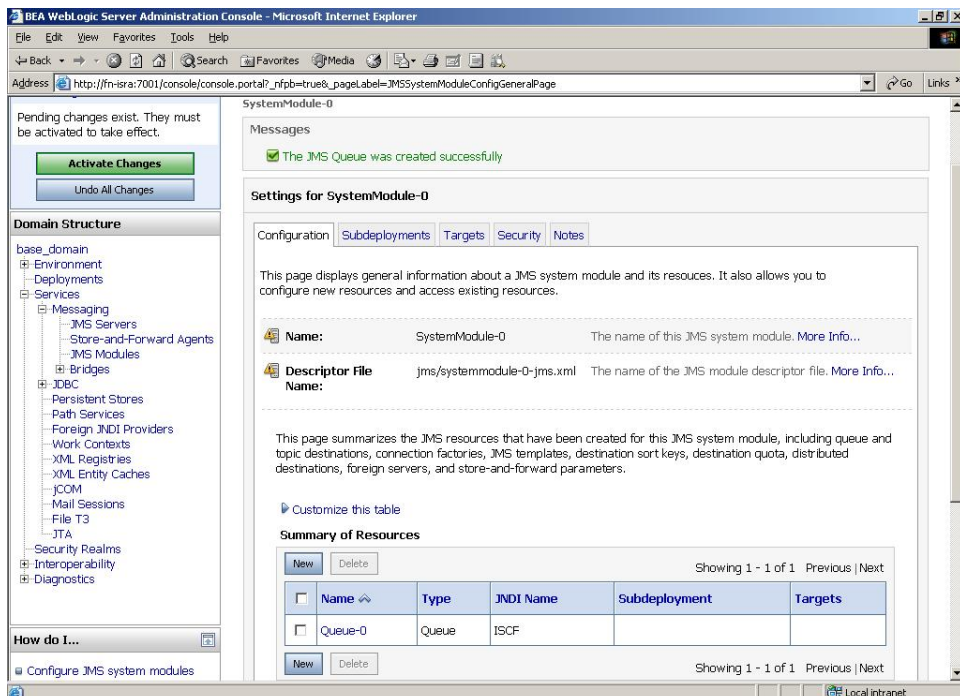 BEA WebLogic Server Administration Console - Microsoft Internet Explorer
File Edit View Favorites Tools Help
Back Search Favorites Media
Address http://fn-isra:7001/console/console.portal?_nfpb=true&_pageLabel=JMSSystemModuleConfigGeneralPage Go Links »
Pending changes exist. They must
be activated to take effect.
Activate Changes
Undo All Changes
Domain Structure
base_domain
Environment
Deployments
Services
Messaging
JMS Servers
Store-and-Forward Agents
JMS Modules
Bridges
JDBC
Persistent Stores
Path Services
Foreign JNDI Providers
Work Contexts
XML Registries
XML Entity Caches
jCOM
Mail Sessions
File T3
JTA
Security Realms
Interoperability
Diagnostics
How do I...
Configure JMS system modules
SystemModule-0
Messages
The JMS Queue was created successfully
Settings for SystemModule-0
Configuration Subdeployments Targets Security Notes
This page displays general information about a JMS system module and its resouces. It also allows you to
configure new resources and access existing resources.
Name: SystemModule-0 The name of this JMS system module. More Info...
Descriptor File jms/systemmodule-0-jms.xml The name of the JMS module descriptor file. More Info...
Name:
This page summarizes the JMS resources that have been created for this JMS system module, including queue and
topic destinations, connection factories, JMS templates, destination sort keys, destination quota, distributed
destinations, foreign servers, and store-and-forward parameters.
Customize this table
Summary of Resources
New Delete Showing 1 - 1 of 1 Previous | Next
Name Type JNDI Name Subdeployment Targets
Queue-0 Queue ISCF
New Delete Showing 1 - 1 of 1 Previous | Next
Local intranet